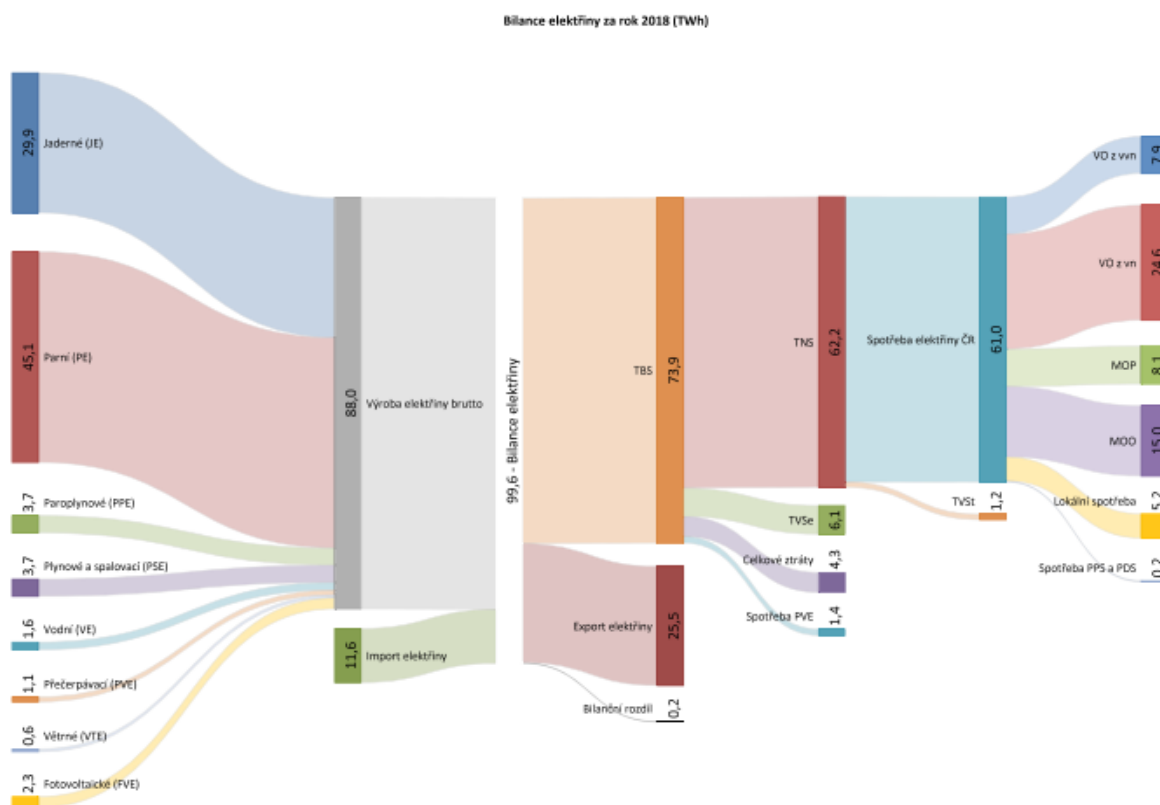 Bilance elektřiny za rok 2018 (TWh)
29,9
Jaderné (JE)
45,1
Parní (PE)
3,7
Paroplynové (PPE)
3,7
Plynové a spalovací (PSE)
1,6
Vodní (VE)
1,1
Přečerpávací (PVE)
0,6
Větrné (VTE)
2,3
Fotovoltaické (FVE)
88,0
Výroba elektřiny brutto
11,6
Import elektřiny
99,6 - Bilance elektřiny
TBS
73,9
Export elektřiny
25,5
Bilanční rozdíl
0,2
TNS
62,2
TVSe
6,1
Celkové ztráty
4,3
Spotřeba PVE
1,4
Spotřeba elektřiny ČR
61,0
TVSt
1,2
VO z vvn
7,9
VO z vn
24,6
MOP
8,1
MOO
15,0
Lokální spotřeba
5,2
Spotřeba PPS a PDS
0,2